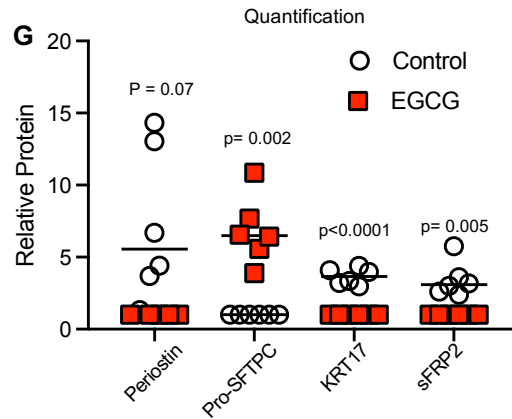 Quantification
G
20
15
10
5
0
Relative Protein
Control
EGCG
P = 0.07
p= 0.002
p<0.0001
p= 0.005
Periostin
Pro-SFTPC
KRT17
sFRP2